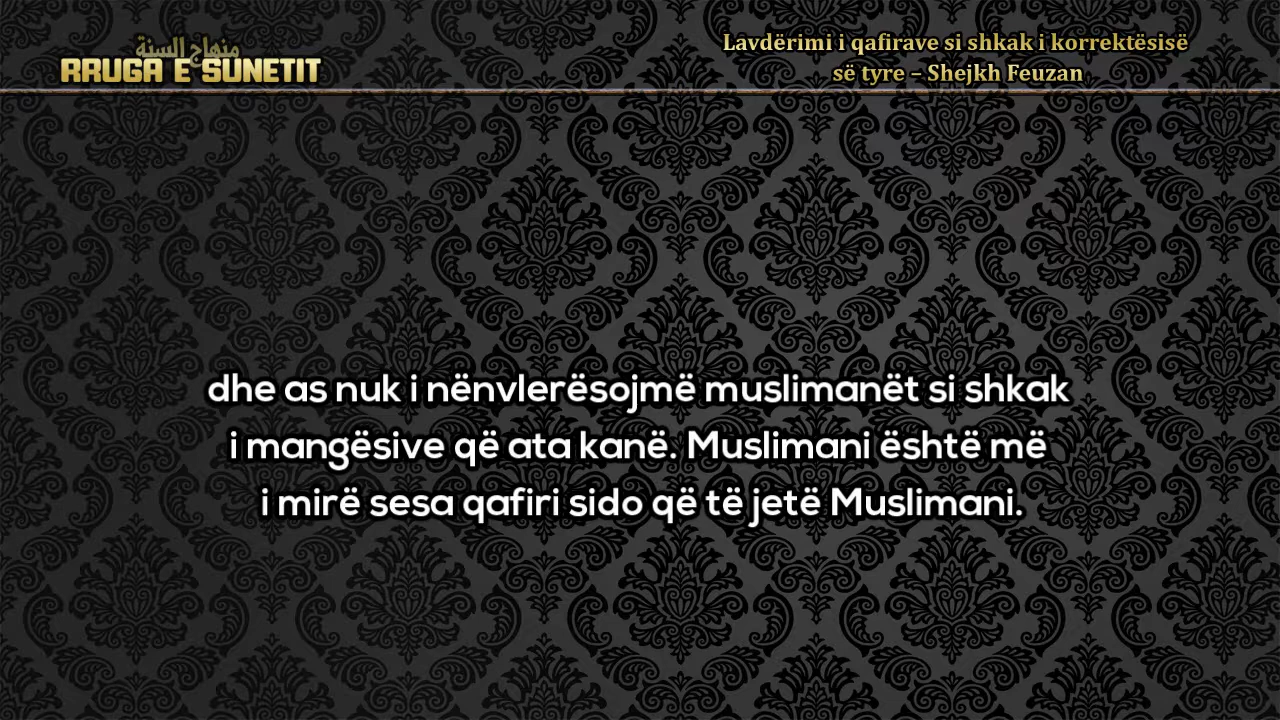 منهاج السنة
RRUGA E SUNETIT
Lavdërimi i qafirave si shkak i korrektësisë
së tyre – Shejkh Feuzan
dhe as nuk i nënvlerësojmë muslimanët si shkak
i mangësive që ata kanë. Muslimani është më
i mirë sesa qafiri sido që të jetë Muslimani.